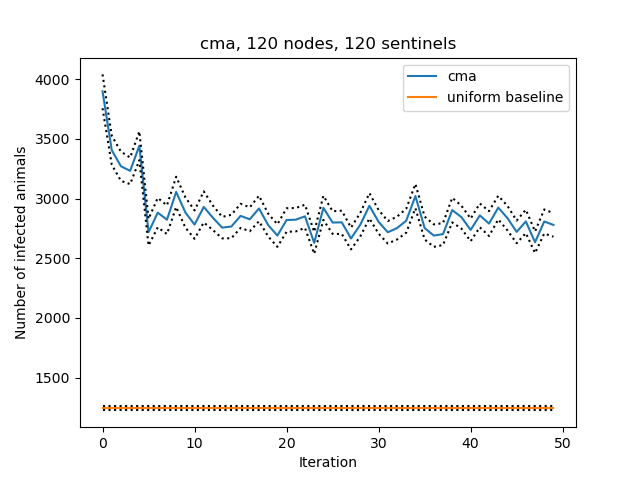 cma, 120 nodes, 120 sentinels
cma
uniform baseline
Number of infected animals
4000
3500
3000
2500
2000
1500
0 10 20 30 40 50
Iteration